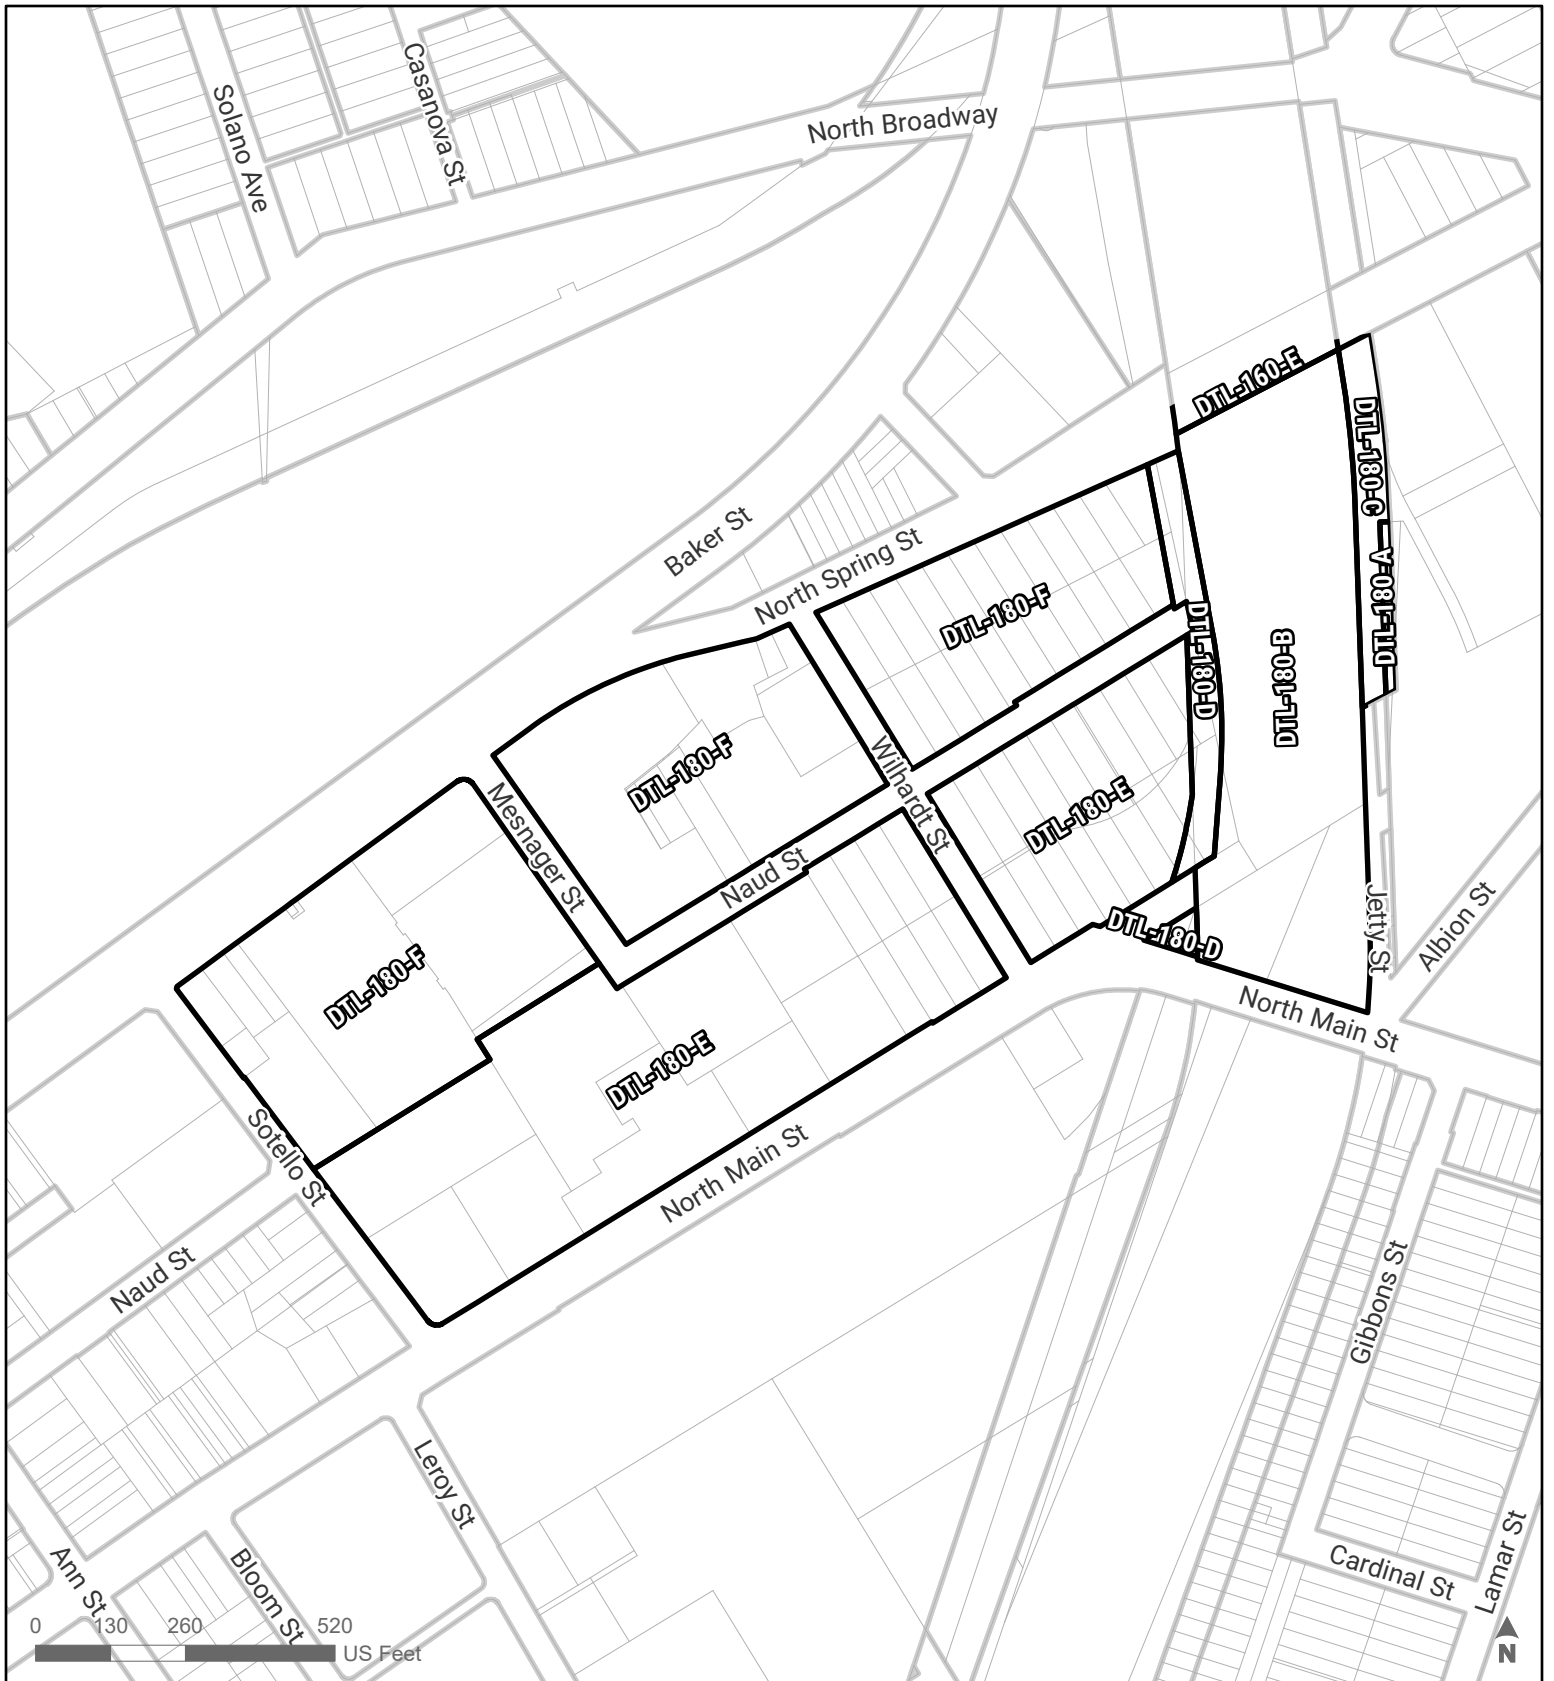 Solano Ave
Casanova St
North Broadway
DTL-160-E
DTL-180-C
Baker St
North Spring St
DTL-180-A
DTL-180-F
DTL-180-D
DTL-180-B
DTL-180-F
Wilhardt St
Mesnager St
DTL-180-E
Naud St
Jetty St
Albion St
DTL-180-D
DTL-180-F
North Main St
DTL-180-E
Sotello St
North Main St
Naud St
Gibbons St
Leroy St
Ann St
Bloom St
Cardinal St
Lamar St
0 130 260 520
US Feet
N